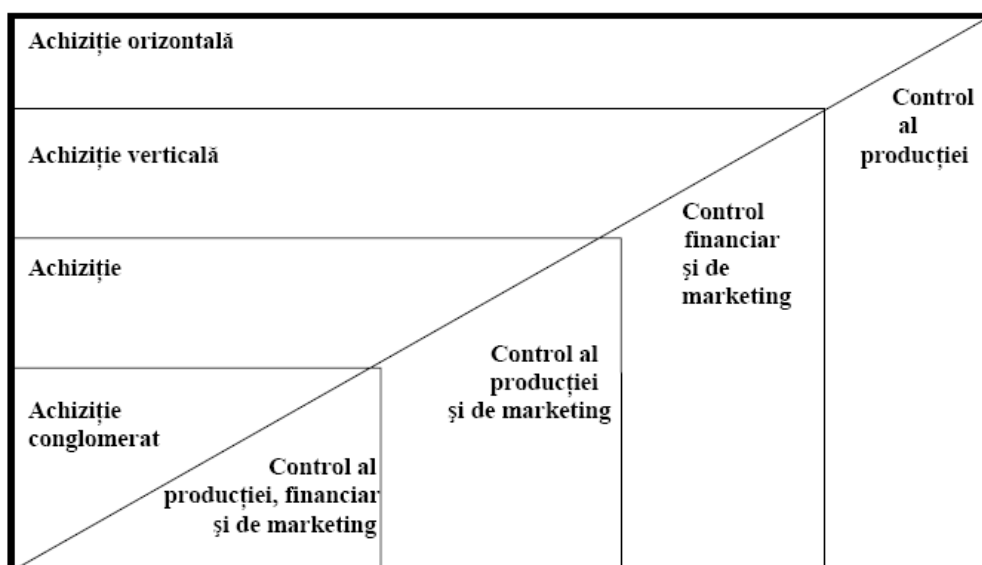 Achiziție orizontală
Control
al
producției
Achiziție verticală
Control
financiar
și de
marketing
Achiziție
Control al
producției
și de marketing
Achiziție
conglomerat
Control al
producției, financiar
și de marketing